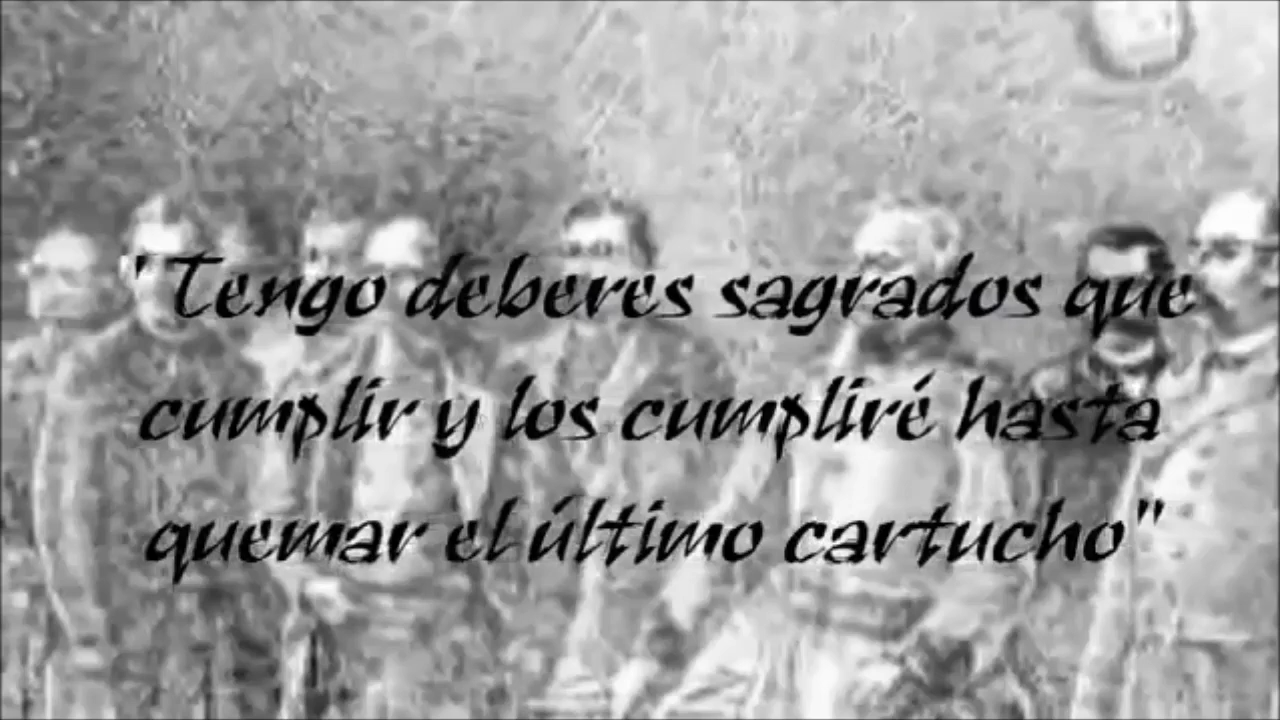 "Tengo deberes sagrados que
cumplir y los cumpliré hasta
quemar el último cartucho"